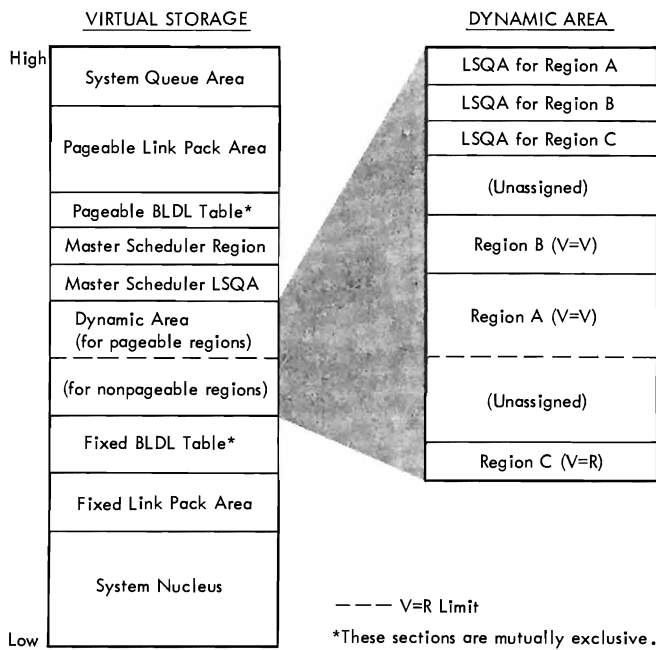 VIRTUAL STORAGE
High
System Queue Area
Pageable Link Pack Area
Pageable BLDL Table*
Master Scheduler Region
Master Scheduler LSQA
Dynamic Area
(for pageable regions)
(for nonpageable regions)
Fixed BLDL Table*
Fixed Link Pack Area
System Nucleus
Low
DYNAMIC AREA
LSQA for Region A
LSQA for Region B
LSQA for Region C
(Unassigned)
Region B (V=V)
Region A (V=V)
(Unassigned)
Region C (V=R)
— — — V=R Limit
*These sections are mutually exclusive.